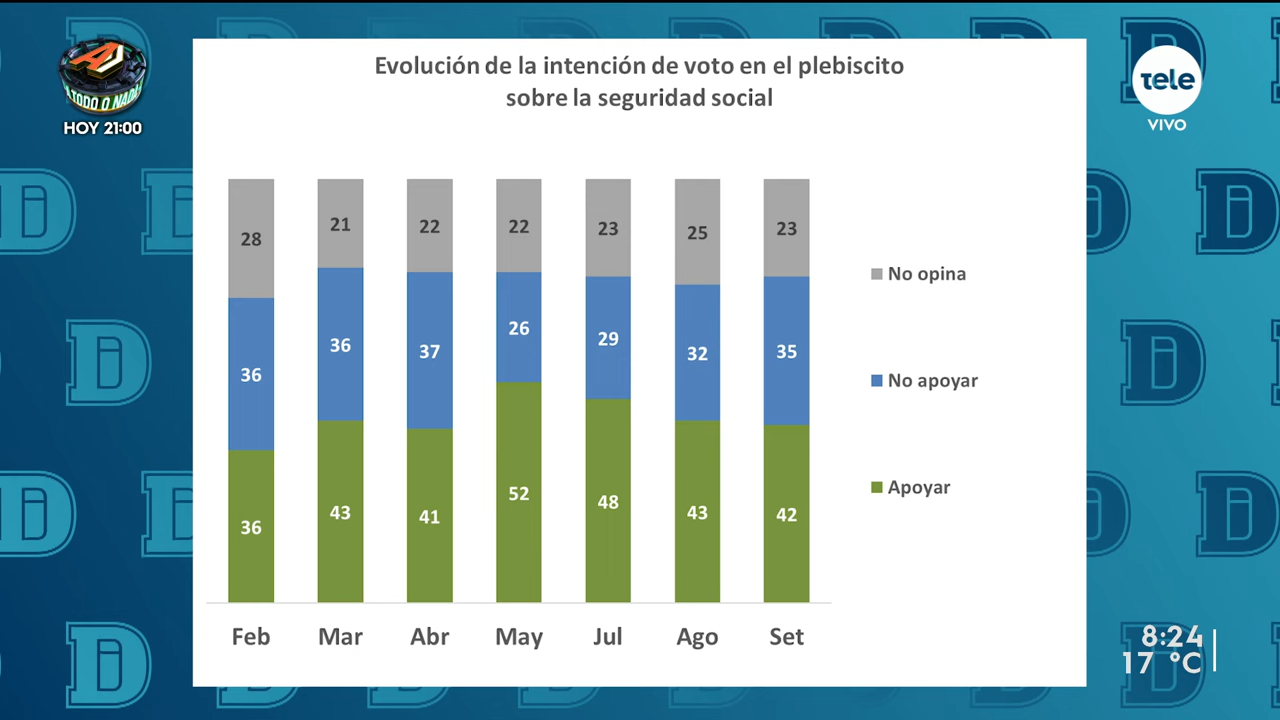 Evolución de la intención de voto en el plebiscito
sobre la seguridad social
A TODO O NADA
HOY 21:00
tele
VIVO
28
21
22
22
23
25
23
36
36
37
26
29
32
35
36
43
41
52
48
43
42
No opina
No apoyar
Apoyar
Feb
Mar
Abr
May
Jul
Ago
Set
8:24
17 °C